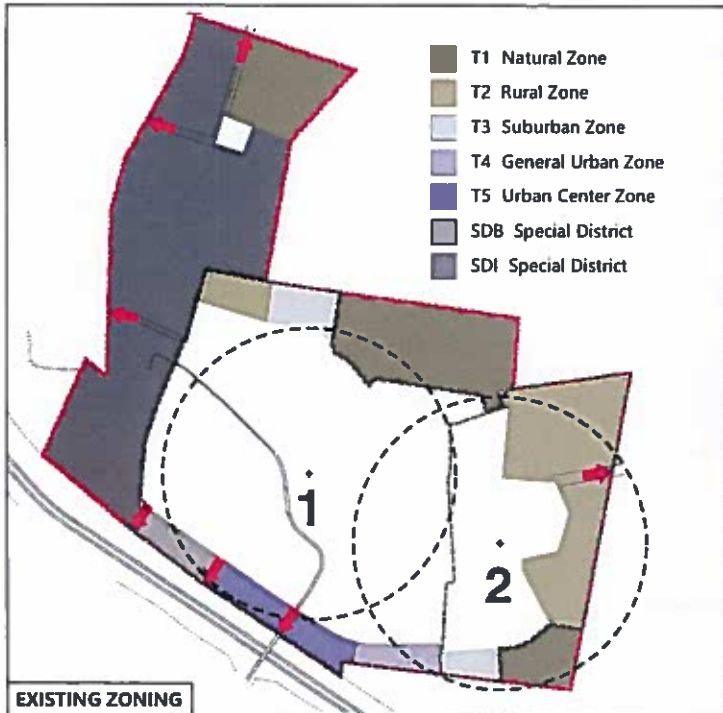 T1 Natural Zone
T2 Rural Zone
T3 Suburban Zone
T4 General Urban Zone
T5 Urban Center Zone
SDB Special District
SDI Special District
1
2
EXISTING ZONING